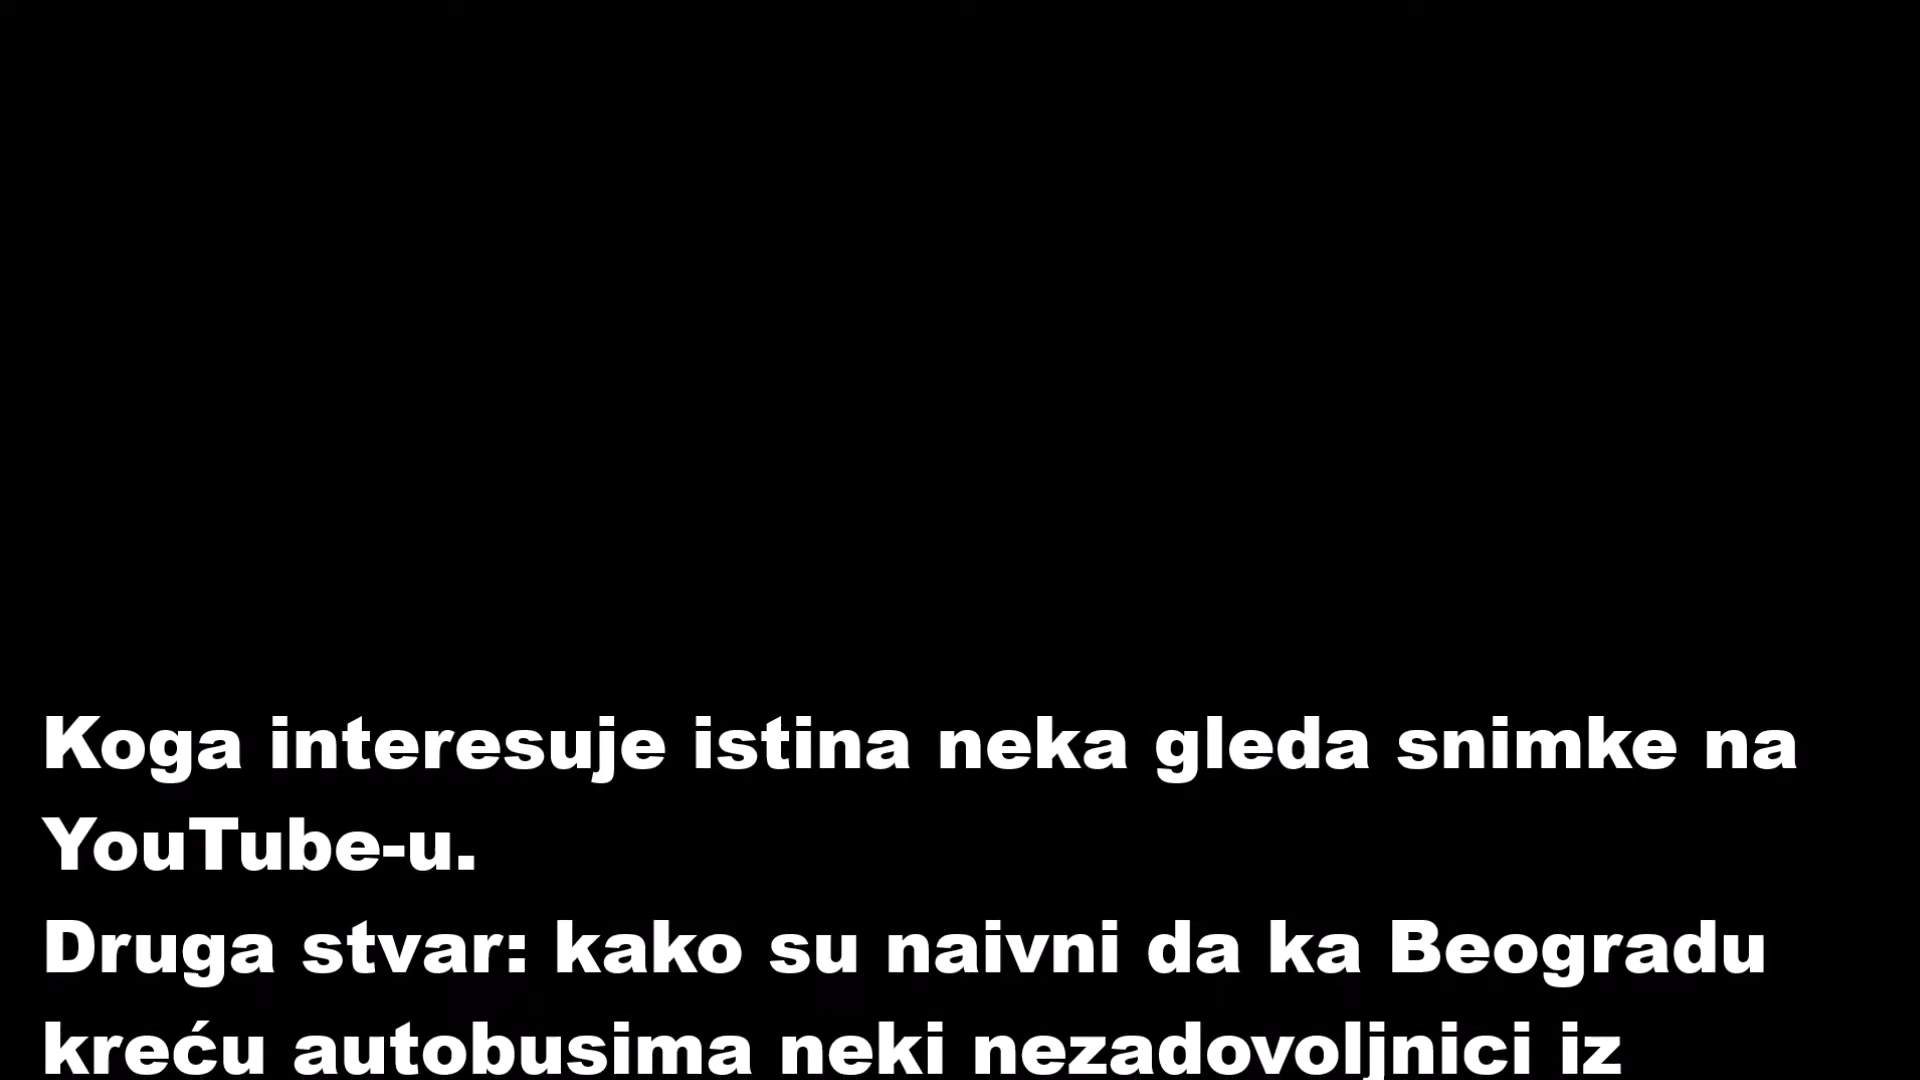 Koga interesuje istina neka gleda snimke na
YouTube-u.
Druga stvar: kako su naivni da ka Beogradu
kreću autobusima neki nezadovoljnici iz